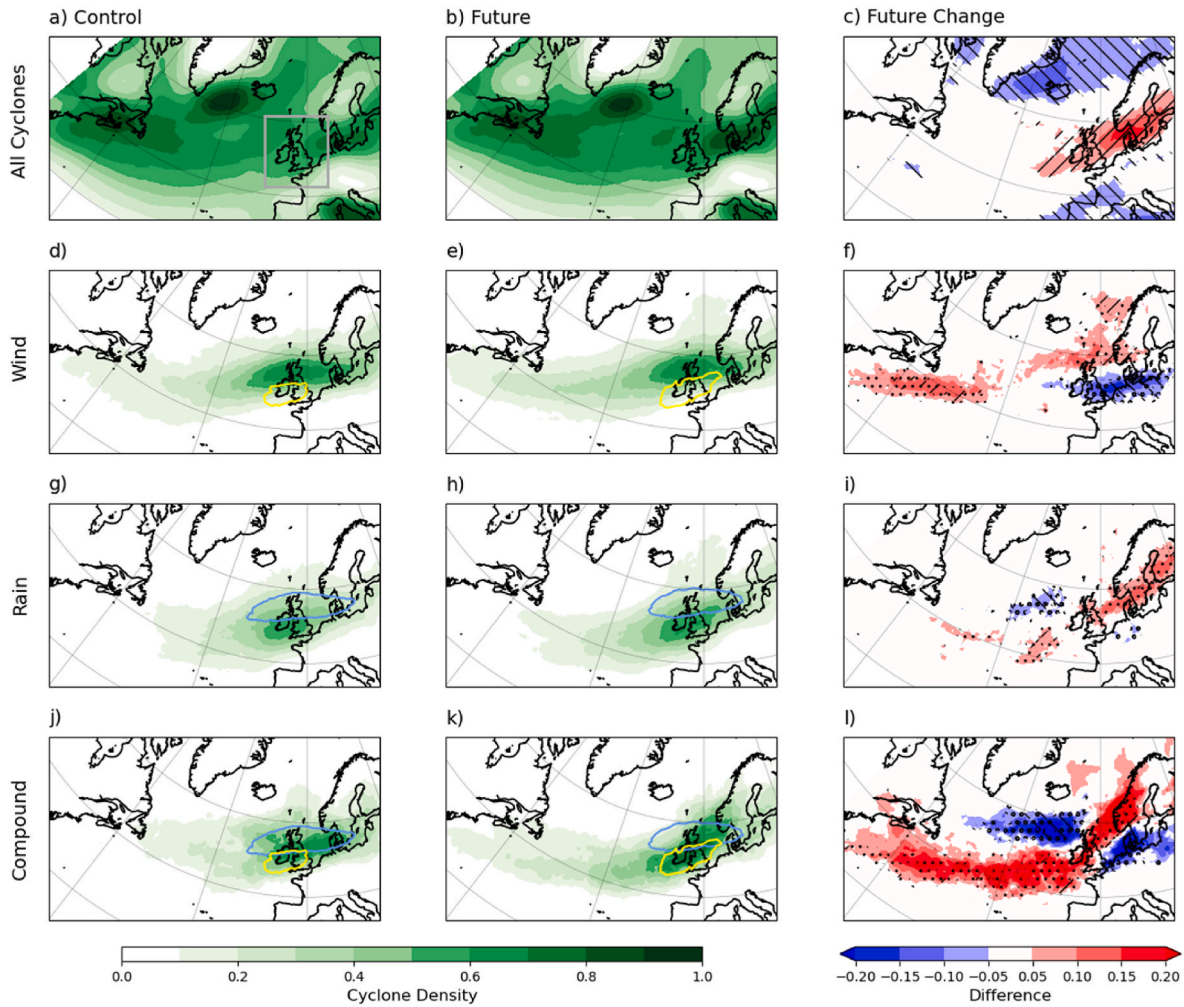 a) Control
b) Future
c) Future Change
All Cyclones
d)
e)
f)
Wind
g)
h)
i)
Rain
j)
k)
l)
Compound
0.0 0.2 0.4 0.6 0.8 1.0
Cyclone Density
−0.20 −0.15 −0.10 −0.05 0.05 0.10 0.15 0.20
Difference